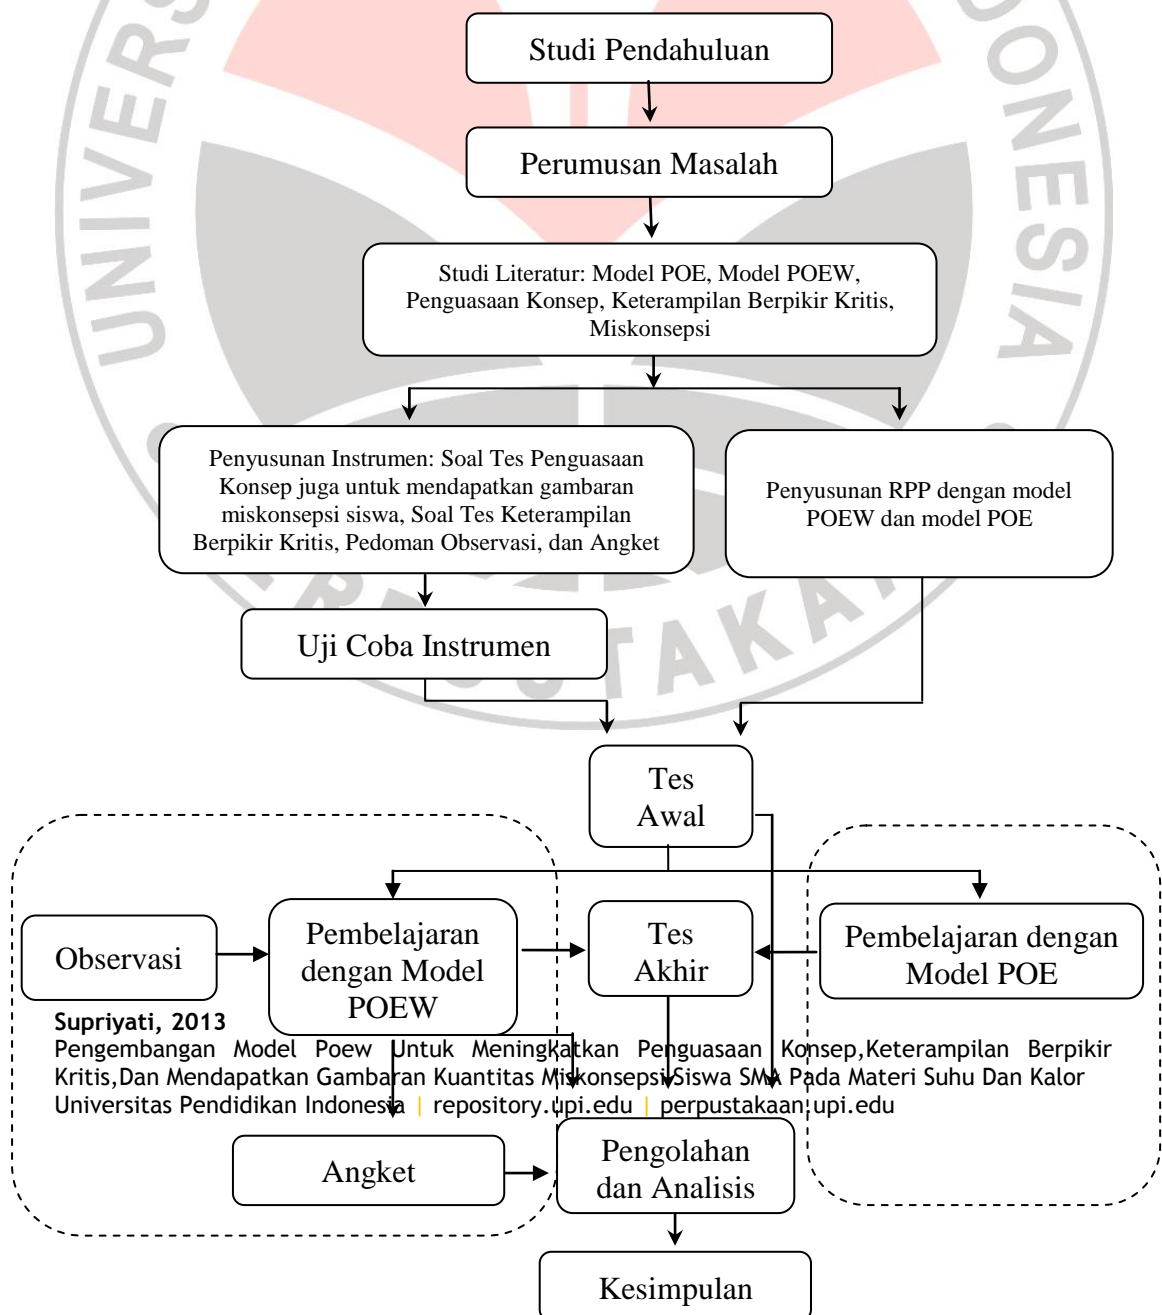 Studi Pendahuluan
Perumusan Masalah
Studi Literatur: Model POE, Model POEW,
Penguasaan Konsep, Keterampilan Berpikir Kritis,
Miskonsepsi
Penyusunan Instrumen: Soal Tes Penguasaan
Konsep juga untuk mendapatkan gambaran
miskonsepsi siswa, Soal Tes Keterampilan
Berpikir Kritis, Pedoman Observasi, dan Angket
Penyusunan RPP dengan model
POEW dan model POE
Uji Coba Instrumen
Tes
Awal
Observasi
Pembelajaran
dengan Model
POEW
Tes
Akhir
Pembelajaran dengan
Model POE
Supriyati, 2013
Pengembangan Model Poew Untuk Meningkatkan Penguasaan Konsep,Keterampilan Berpikir
Kritis,Dan Mendapatkan Gambaran Kuantitas Miskonsepsi Siswa SMA Pada Materi Suhu Dan Kalor
Universitas Pendidikan Indonesia | repository.upi.edu | perpustakaan.upi.edu
Angket
Pengolahan
dan Analisis
Kesimpulan